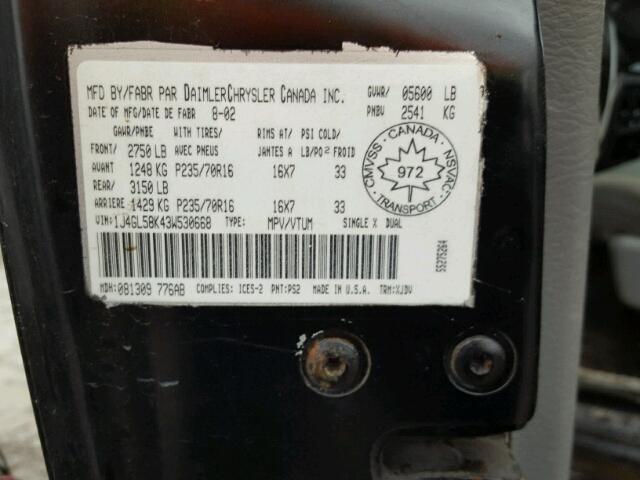 MFD BY/FABR PAR DAIMLERCHRYSLER CANADA INC. GVWR/ 05600 LB
DATE OF MFG/DATE DE FABR 8-02 PNBV 2541 KG
GAWR/PNBE WITH TIRES/ RIMS AT/ PSI COLD/
FRONT/ 2750 LB AVEC PNEUS JANTES A LB/PO2 FROID
AVANT 1248 KG P235/70R16 16X7 33
REAR/ 3150 LB
ARRIERE 1429 KG P235/70R16 16X7 33
CANADA
CMVSS NSVAC
972
TRANSPORT
VIN:1J4GL58K43W530668 TYPE: MPV/VTUM SINGLE X DUAL
55275264
MDH:081309 776AB COMPLIES: ICES-2 PNT:PS2 MADE IN U.S.A. TRM:XJDV